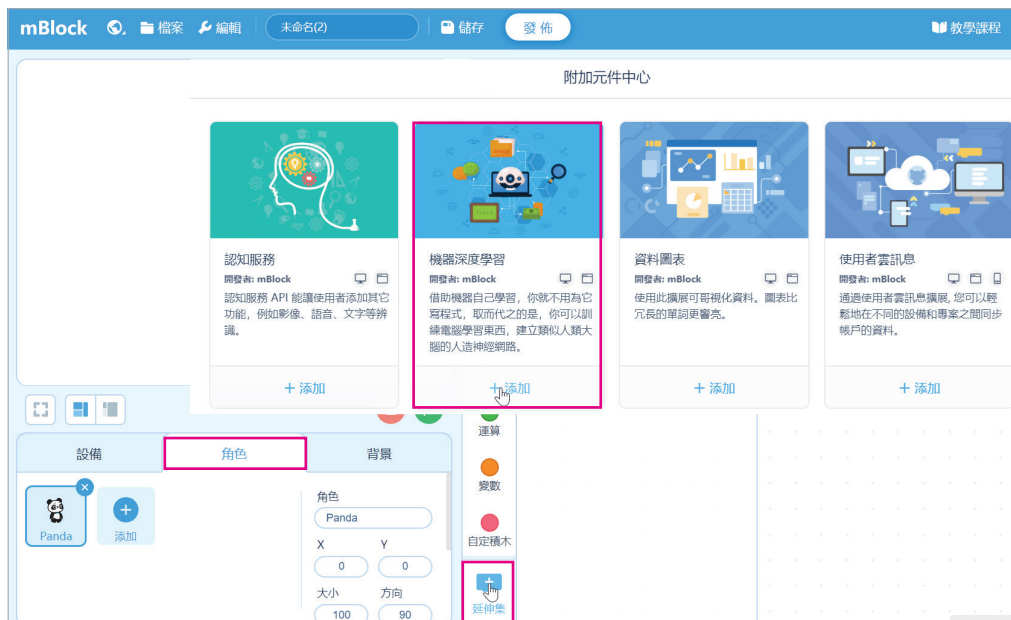 mBlock 檔案 編輯 未命名(2) 儲存 發佈 教學課程
附加元件中心
認知服務
開發者: mBlock
認知服務 API 能讓使用者添加其它
功能，例如影像、語音、文字等辨
識。
+ 添加
機器深度學習
開發者: mBlock
借助機器自己學習，你就不用為它
寫程式，取而代之的是，你可以訓
練電腦學習東西，建立類似人類大
腦的人造神經網路。
+ 添加
資料圖表
開發者: mBlock
使用此擴展可哥視化資料。圖表比
冗長的單詞更響亮。
+ 添加
使用者雲訊息
開發者: mBlock
通過使用者雲訊息擴展,您可以輕
鬆地在不同的設備和專案之間同步
帳戶的資料。
+ 添加
設備 角色 背景
Panda
添加
角色
Panda
X Y
0 0
大小 方向
100 90
運算
變數
自定積木
延伸集